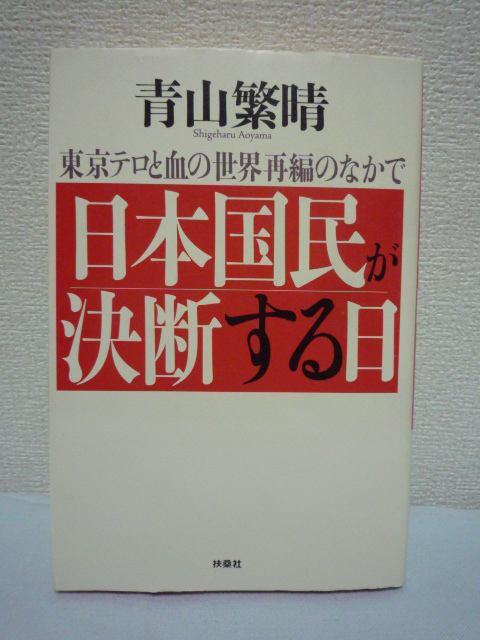 青山繁晴
Shigeharu Aoyama
東京テロと血の世界再編のなかで
日本国民が
決断する日
扶桑社